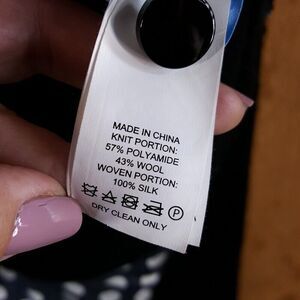 MADE IN CHINA
KNIT PORTION:
57% POLYAMIDE
43% WOOL
WOVEN PORTION:
100% SILK
P
DRY CLEAN ONLY